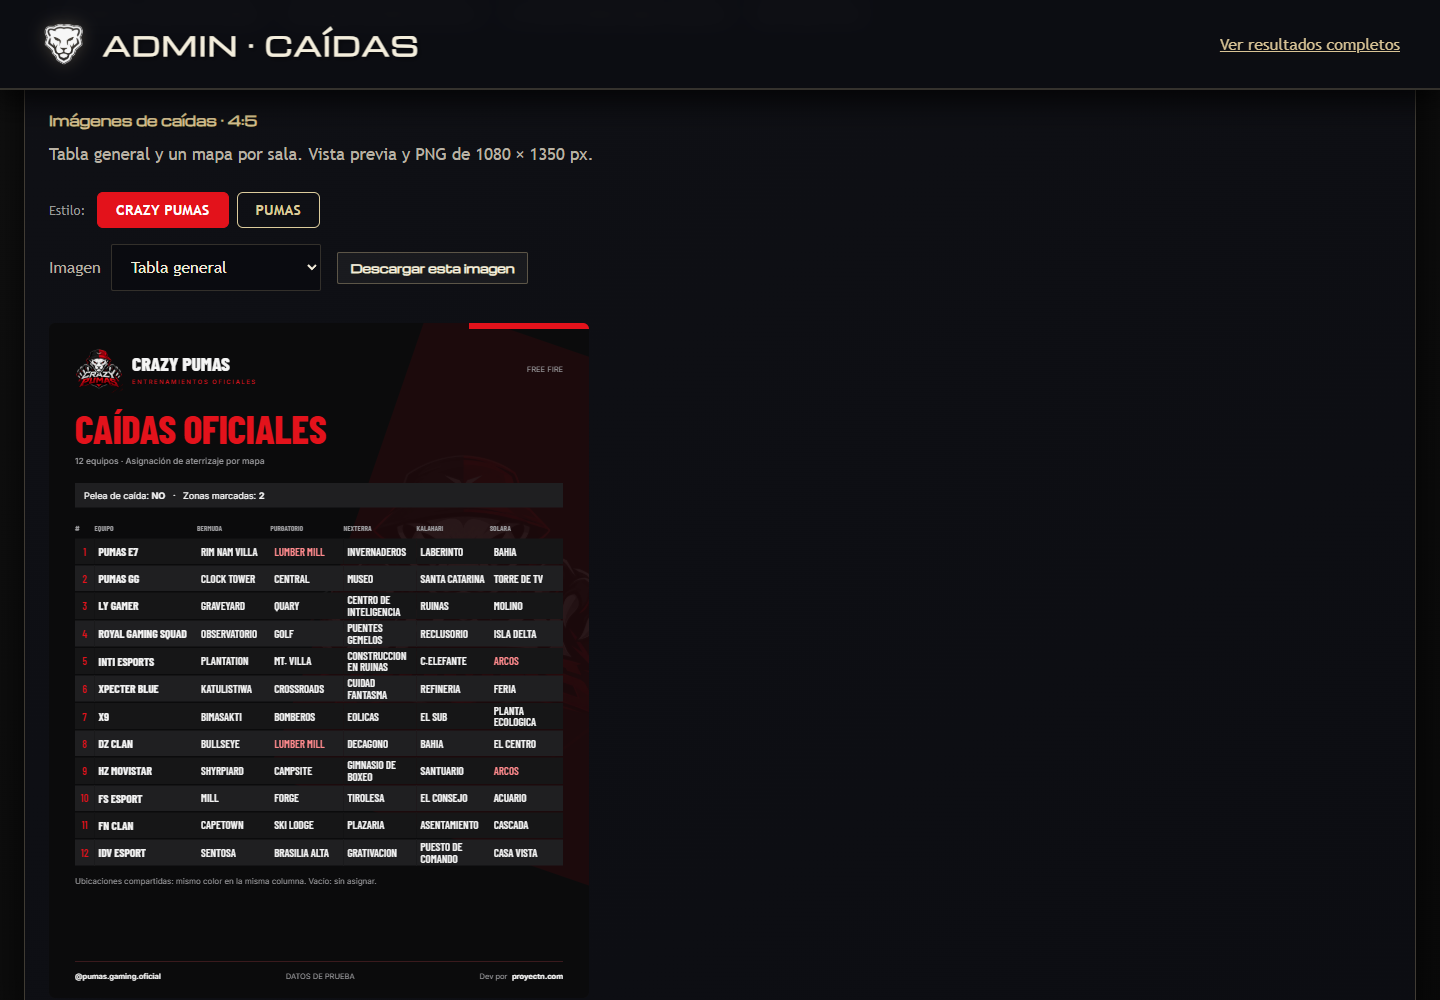 ADMIN · CAÍDAS
Ver resultados completos
Imágenes de caídas · 4:5
Tabla general y un mapa por sala. Vista previa y PNG de 1080 × 1350 px.
Estilo: CRAZY PUMAS PUMAS
Imagen Tabla general Descargar esta imagen
CRAZY PUMAS
CRAZY PUMAS
ENTRENAMIENTOS OFICIALES
FREE FIRE
CAÍDAS OFICIALES
12 equipos · Asignación de aterrizaje por mapa
Pelea de caída: NO · Zonas marcadas: 2
# EQUIPO BERMUDA PURGATORIO NEXTERRA KALAHARI SOLARA
1 PUMAS E7 RIM NAM VILLA LUMBER MILL INVERNADEROS LABERINTO BAHIA
2 PUMAS GG CLOCK TOWER CENTRAL MUSEO SANTA CATARINA TORRE DE TV
3 LY GAMER GRAVEYARD QUARY CENTRO DE INTELIGENCIA RUINAS MOLINO
4 ROYAL GAMING SQUAD OBSERVATORIO GOLF PUENTES GEMELOS RECLUSORIO ISLA DELTA
5 INTI ESPORTS PLANTATION MT. VILLA CONSTRUCCION EN RUINAS C.ELEFANTE ARCOS
6 XPECTER BLUE KATULISTIWA CROSSROADS CUIDAD FANTASMA REFINERIA FERIA
7 X9 BIMASAKTI BOMBEROS EOLICAS EL SUB PLANTA ECOLOGICA
8 DZ CLAN BULLSEYE LUMBER MILL DECAGONO BAHIA EL CENTRO
9 HZ MOVISTAR SHYRPIARD CAMPSITE GIMNASIO DE BOXEO SANTUARIO ARCOS
10 FS ESPORT MILL FORGE TIROLESA EL CONSEJO ACUARIO
11 FN CLAN CAPETOWN SKI LODGE PLAZARIA ASENTAMIENTO CASCADA
12 IDV ESPORT SENTOSA BRASILIA ALTA GRATIVACION PUESTO DE COMANDO CASA VISTA
Ubicaciones compartidas: mismo color en la misma columna. Vacío: sin asignar.
@pumas.gaming.oficial DATOS DE PRUEBA Dev por proyectn.com